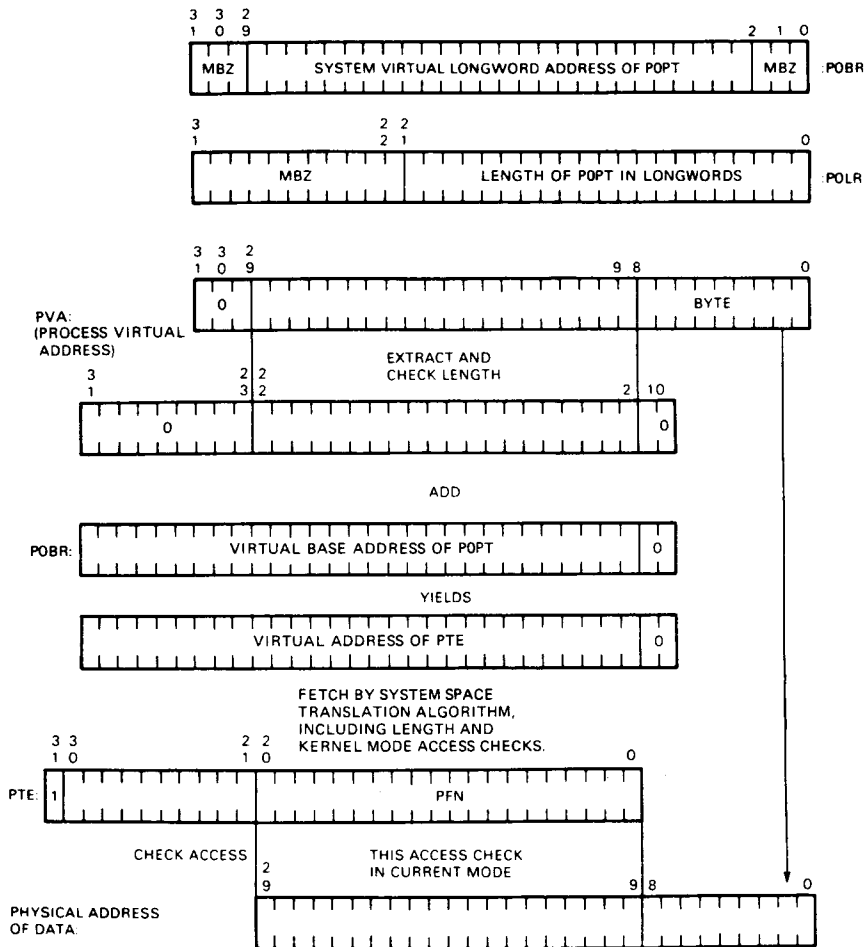 3 3 2
1 0 9 2 1 0
MBZ SYSTEM VIRTUAL LONGWORD ADDRESS OF P0PT MBZ :P0BR
3 2 2
1 2 1 0
MBZ LENGTH OF P0PT IN LONGWORDS :P0LR
3 3 2
1 0 9 9 8 0
0 BYTE
PVA:
(PROCESS VIRTUAL
ADDRESS)
EXTRACT AND
CHECK LENGTH
3 2 2
1 3 2 2 10
0 0
ADD
P0BR: VIRTUAL BASE ADDRESS OF P0PT 0
YIELDS
VIRTUAL ADDRESS OF PTE 0
FETCH BY SYSTEM SPACE
TRANSLATION ALGORITHM,
INCLUDING LENGTH AND
KERNEL MODE ACCESS CHECKS.
3 3 2 2
1 0 1 0 0
PTE: 1 PFN
CHECK ACCESS THIS ACCESS CHECK
IN CURRENT MODE
2
9 9 8 0
PHYSICAL ADDRESS
OF DATA: